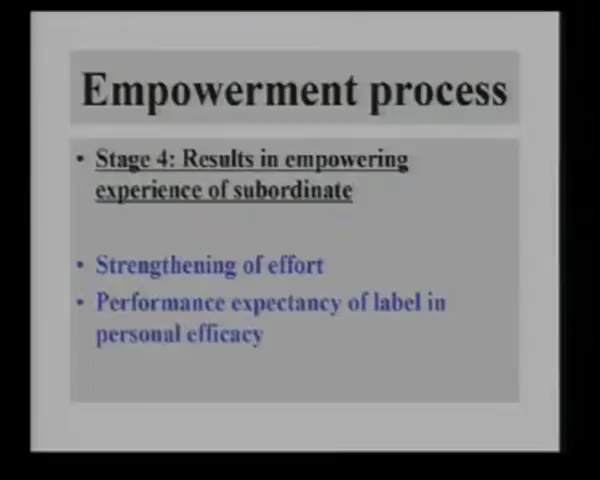 Empowerment process
• Stage 4: Results in empowering
experience of subordinate
• Strengthening of effort
• Performance expectancy of label in
personal efficacy